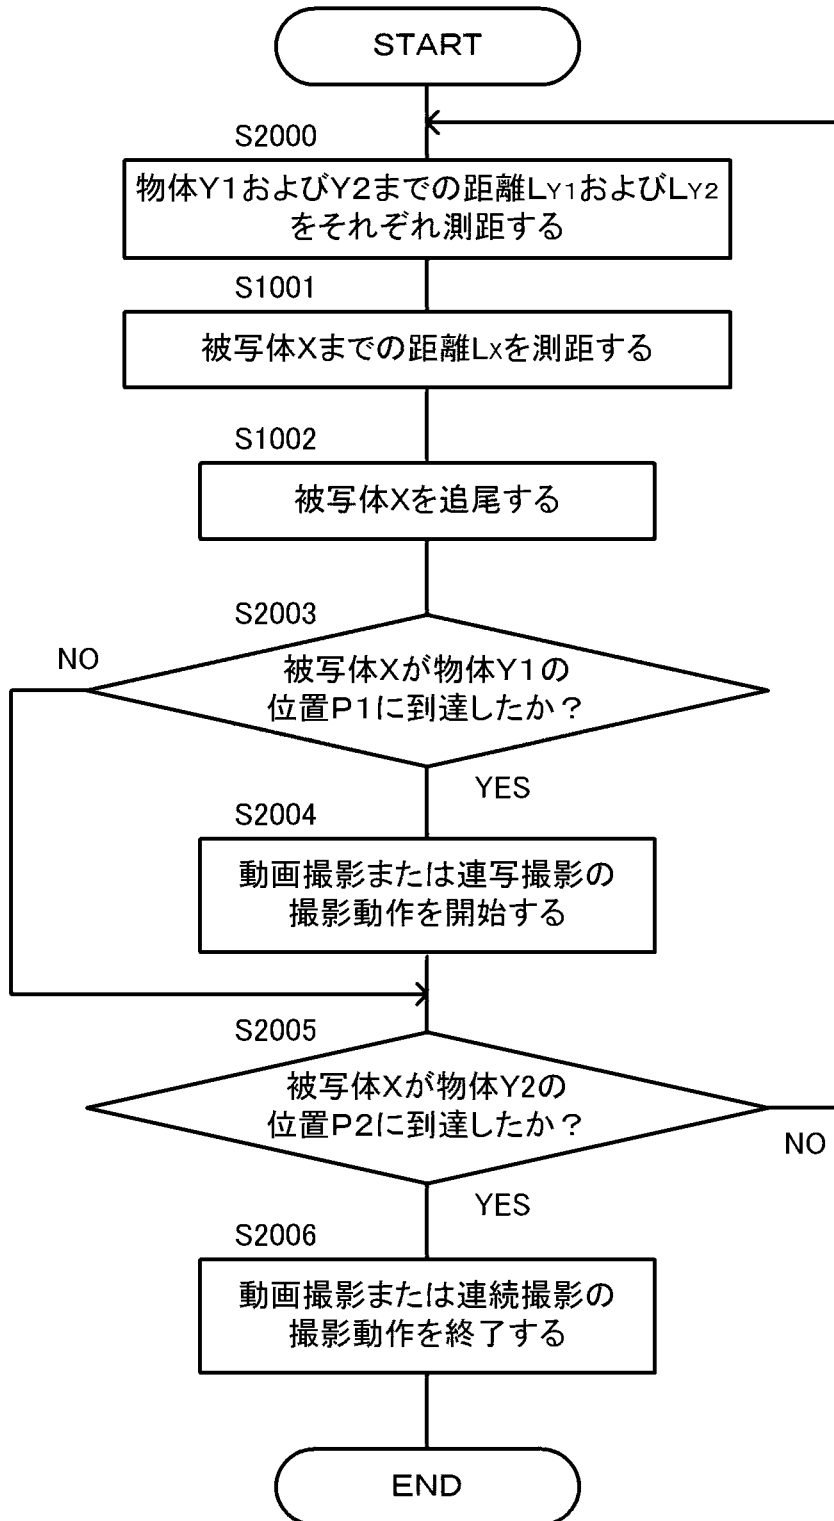 START
S2000
物体Y1およびY2までの距離LY1およびLY2
をそれぞれ測距する
S1001
被写体Xまでの距離LXを測距する
S1002
被写体Xを追尾する
S2003
NO
被写体Xが物体Y1の
位置P1に到達したか？
YES
S2004
動画撮影または連写撮影の
撮影動作を開始する
S2005
被写体Xが物体Y2の
位置P2に到達したか？
NO
YES
S2006
動画撮影または連続撮影の
撮影動作を終了する
END